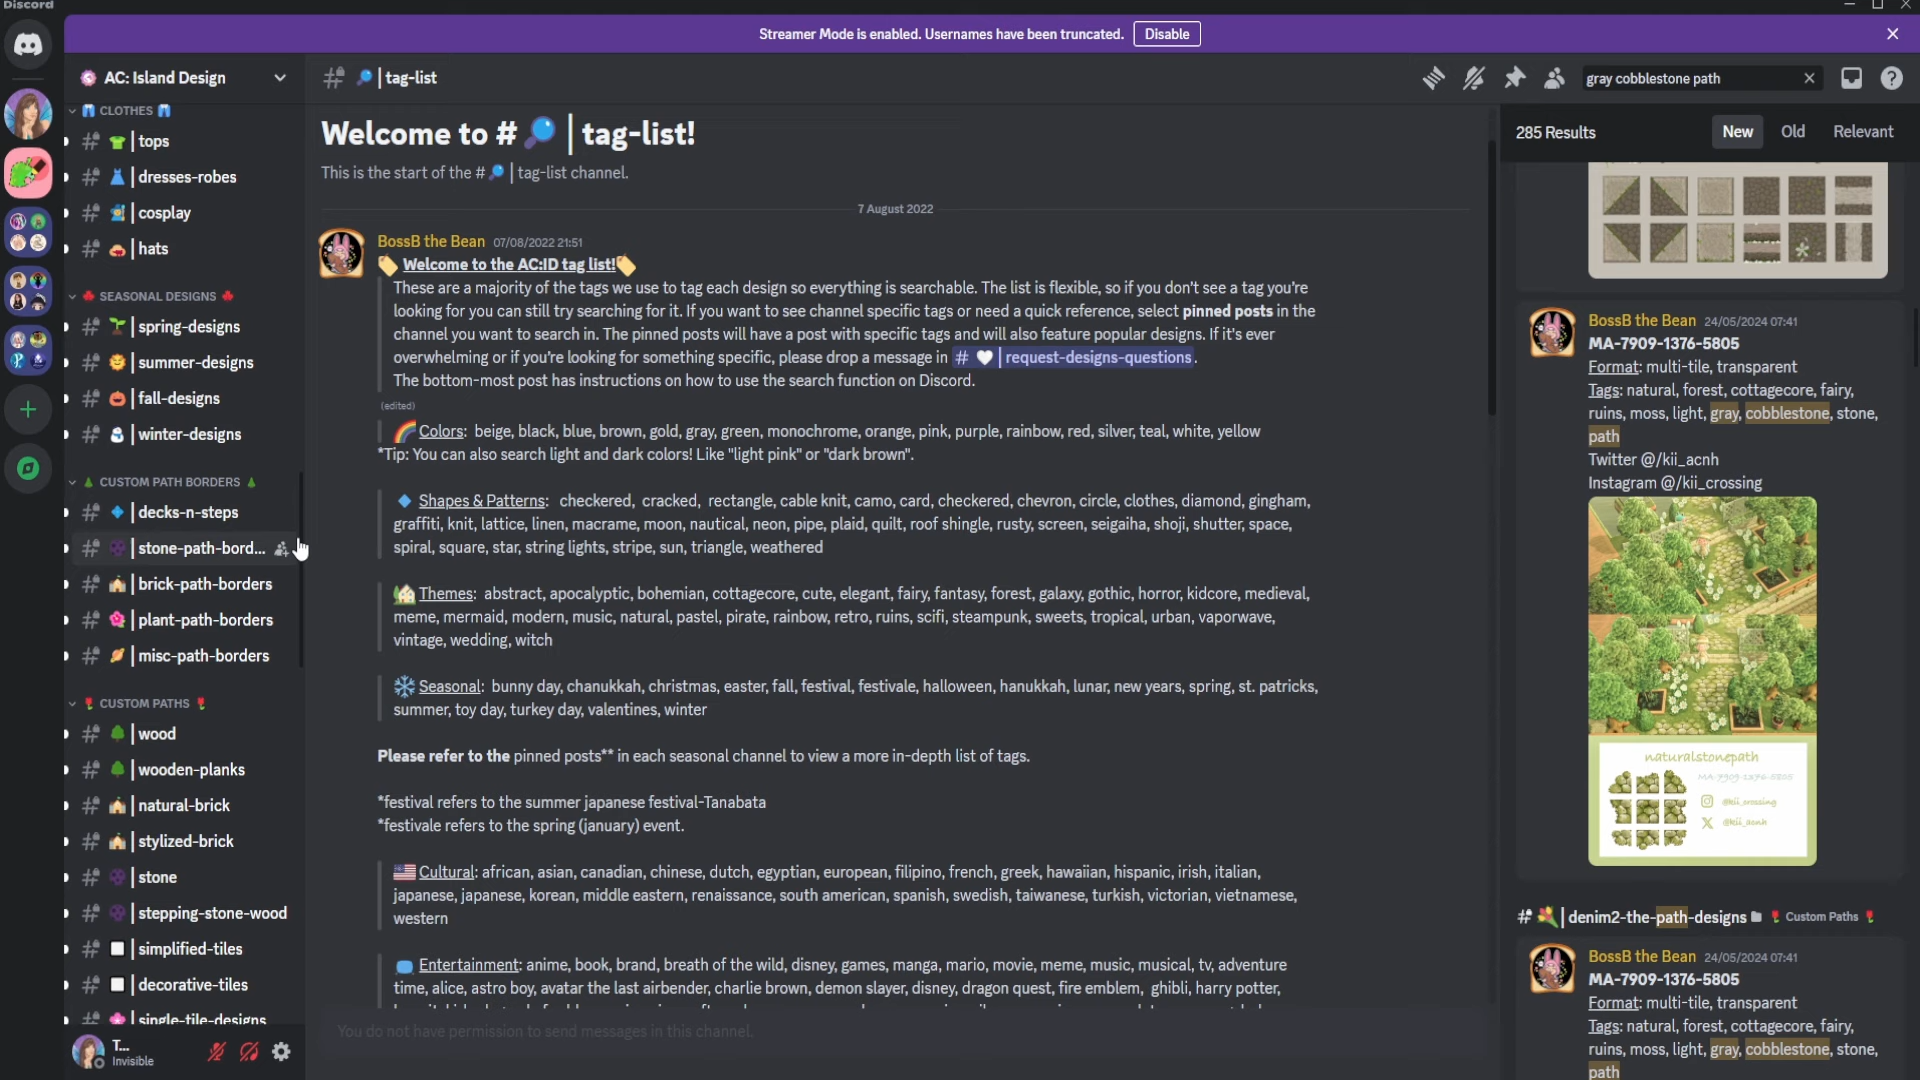 Discord
Streamer Mode is enabled. Usernames have been truncated. Disable
AC: Island Design
CLOTHES
tops
dresses-robes
cosplay
hats
SEASONAL DESIGNS
spring-designs
summer-designs
fall-designs
winter-designs
CUSTOM PATH BORDERS
decks-n-steps
stone-path-bord...
brick-path-borders
plant-path-borders
misc-path-borders
CUSTOM PATHS
wood
wooden-planks
natural-brick
stylized-brick
stone
stepping-stone-wood
simplified-tiles
decorative-tiles
single-tile-designs
T...
Invisible
# 🔎 | tag-list
Welcome to # 🔎 | tag-list!
This is the start of the # 🔎 | tag-list channel.
7 August 2022
BossB the Bean 07/08/2022 21:51
Welcome to the AC:ID tag list!
These are a majority of the tags we use to tag each design so everything is searchable. The list is flexible, so if you don't see a tag you're
looking for you can still try searching for it. If you want to see channel specific tags or need a quick reference, select pinned posts in the
channel you want to search in. The pinned posts will have a post with specific tags and will also feature popular designs. If it's ever
overwhelming or if you're looking for something specific, please drop a message in # 🤍 | request-designs-questions.
The bottom-most post has instructions on how to use the search function on Discord.
(edited)
Colors: beige, black, blue, brown, gold, gray, green, monochrome, orange, pink, purple, rainbow, red, silver, teal, white, yellow
*Tip: You can also search light and dark colors! Like "light pink" or "dark brown".
Shapes & Patterns: checkered, cracked, rectangle, cable knit, camo, card, checkered, chevron, circle, clothes, diamond, gingham,
graffiti, knit, lattice, linen, macrame, moon, nautical, neon, pipe, plaid, quilt, roof shingle, rusty, screen, seigaiha, shoji, shutter, space,
spiral, square, star, string lights, stripe, sun, triangle, weathered
Themes: abstract, apocalyptic, bohemian, cottagecore, cute, elegant, fairy, fantasy, forest, galaxy, gothic, horror, kidcore, medieval,
meme, mermaid, modern, music, natural, pastel, pirate, rainbow, retro, ruins, scifi, steampunk, sweets, tropical, urban, vaporwave,
vintage, wedding, witch
Seasonal: bunny day, chanukkah, christmas, easter, fall, festival, festivale, halloween, hanukkah, lunar, new years, spring, st. patricks,
summer, toy day, turkey day, valentines, winter
Please refer to the pinned posts** in each seasonal channel to view a more in-depth list of tags.
*festival refers to the summer japanese festival-Tanabata
*festivale refers to the spring (january) event.
Cultural: african, asian, canadian, chinese, dutch, egyptian, european, filipino, french, greek, hawaiian, hispanic, irish, italian,
japanese, japanese, korean, middle eastern, renaissance, south american, spanish, swedish, taiwanese, turkish, victorian, vietnamese,
western
Entertainment: anime, book, brand, breath of the wild, disney, games, manga, mario, movie, meme, music, musical, tv, adventure
time, alice, astro boy, avatar the last airbender, charlie brown, demon slayer, disney, dragon quest, fire emblem, ghibli, harry potter,
You do not have permission to send messages in this channel.
gray cobblestone path
285 Results New Old Relevant
BossB the Bean 24/05/2024 07:41
MA-7909-1376-5805
Format: multi-tile, transparent
Tags: natural, forest, cottagecore, fairy,
ruins, moss, light, gray, cobblestone, stone,
path
Twitter @/kii_acnh
Instagram @/kii_crossing
naturalstonepath
MA-7909-1376-5805
@kii_crossing
@kii_acnh
denim2-the-path-designs Custom Paths
BossB the Bean 24/05/2024 07:41
MA-7909-1376-5805
Format: multi-tile, transparent
Tags: natural, forest, cottagecore, fairy,
ruins, moss, light, gray, cobblestone, stone,
path